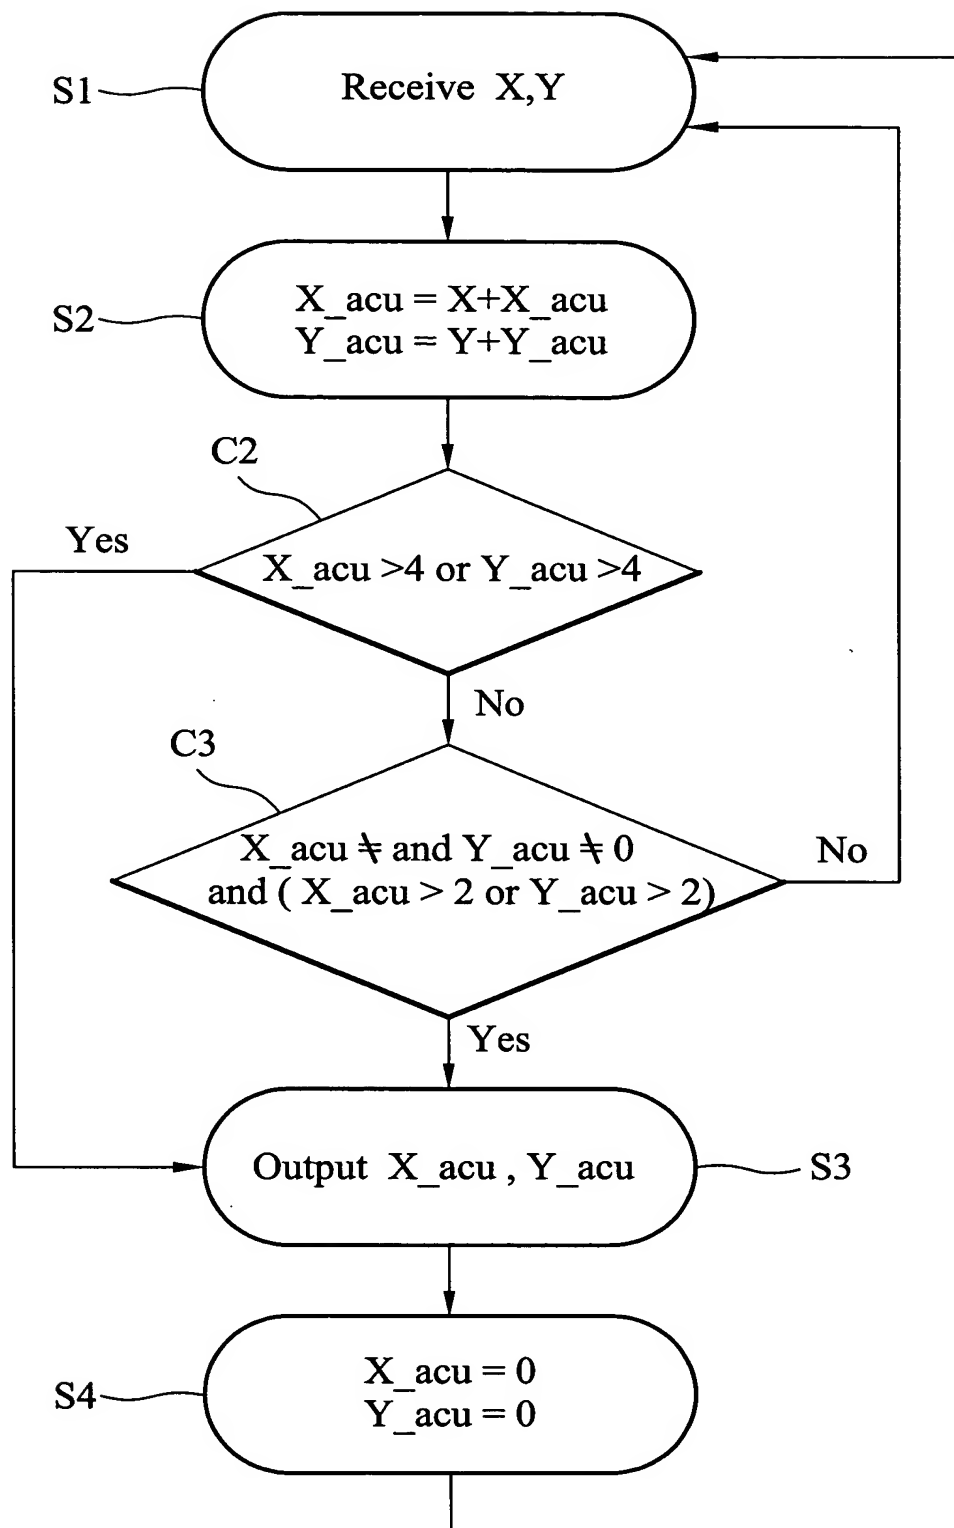 S1
Receive X,Y
S2
X_acu = X+X_acu
Y_acu = Y+Y_acu
C2
Yes
X_acu >4 or Y_acu >4
No
C3
X_acu ≠ and Y_acu ≠ 0
and ( X_acu > 2 or Y_acu > 2)
No
Yes
Output X_acu , Y_acu
S3
S4
X_acu = 0
Y_acu = 0